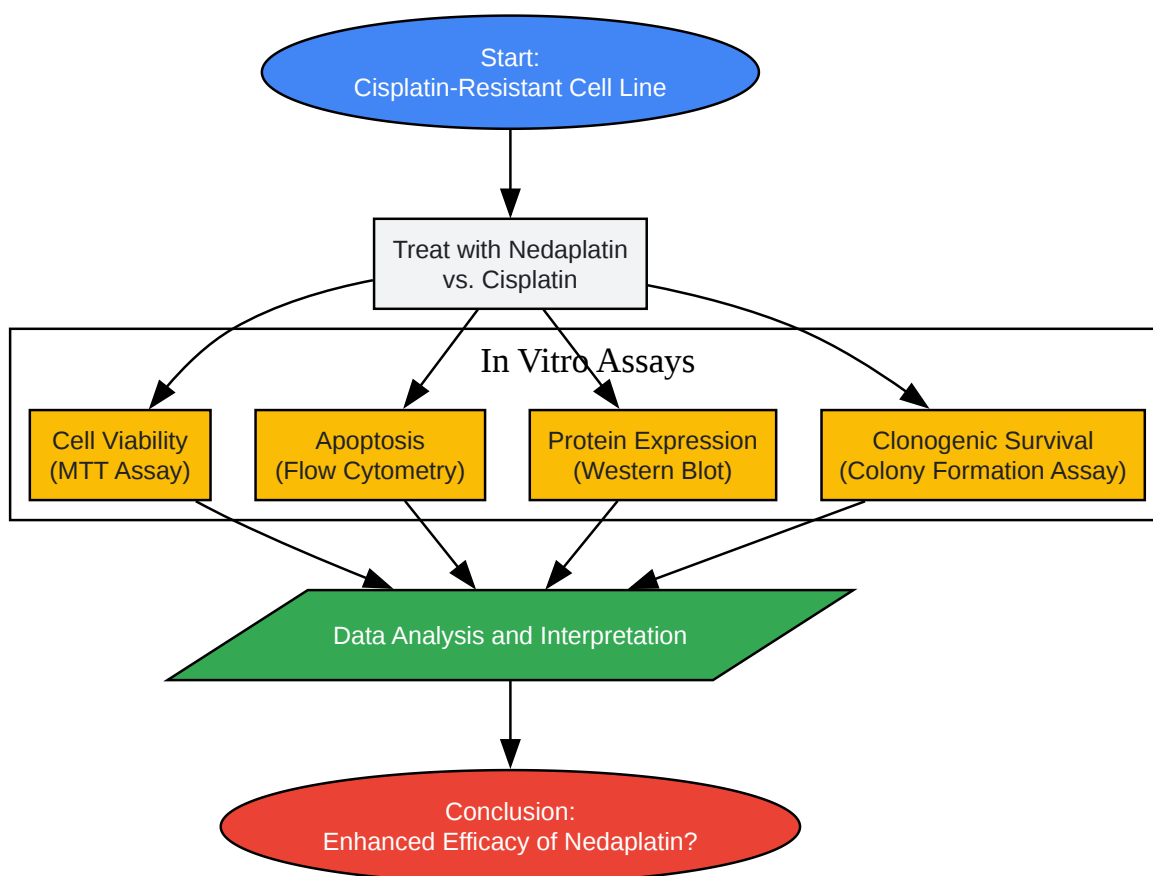 Start:
Cisplatin-Resistant Cell Line
Treat with Nedaplatin
vs. Cisplatin
In Vitro Assays
Cell Viability
(MTT Assay)
Apoptosis
(Flow Cytometry)
Protein Expression
(Western Blot)
Clonogenic Survival
(Colony Formation Assay)
Data Analysis and Interpretation
Conclusion:
Enhanced Efficacy of Nedaplatin?